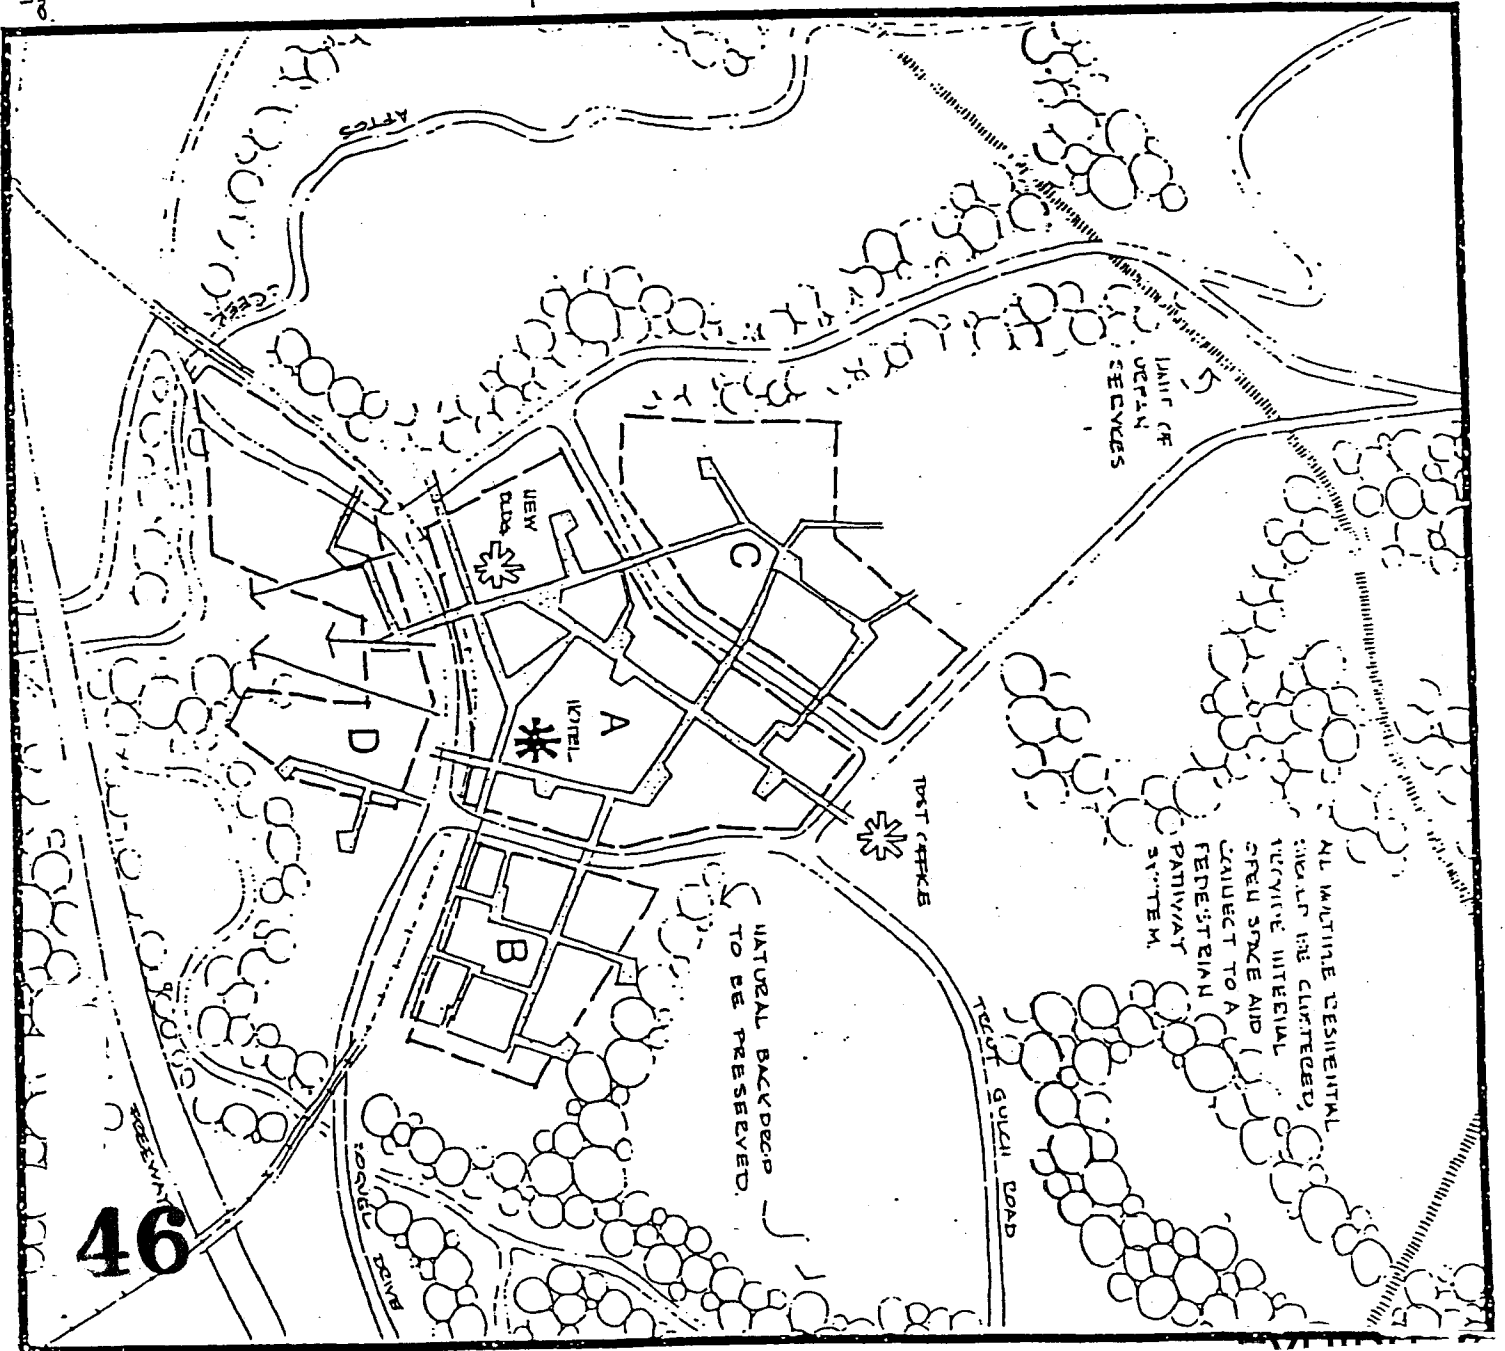 APTOS
CREEK
LIMIT OF
URBAN
SERVICES
NEW
BLDG
C
A
HOTEL
D
B
POST OFFICE
ALL MULTIPLE RESIDENTIAL
SHOULD BE CLUSTERED,
PROVIDE INTERNAL
OPEN SPACE AND
CONNECT TO A
PEDESTRIAN
PATHWAY
SYSTEM.
NATURAL BACKDROP
TO BE PRESERVED.
TROUT GULCH ROAD
SOQUEL DRIVE
FREEWAY
46